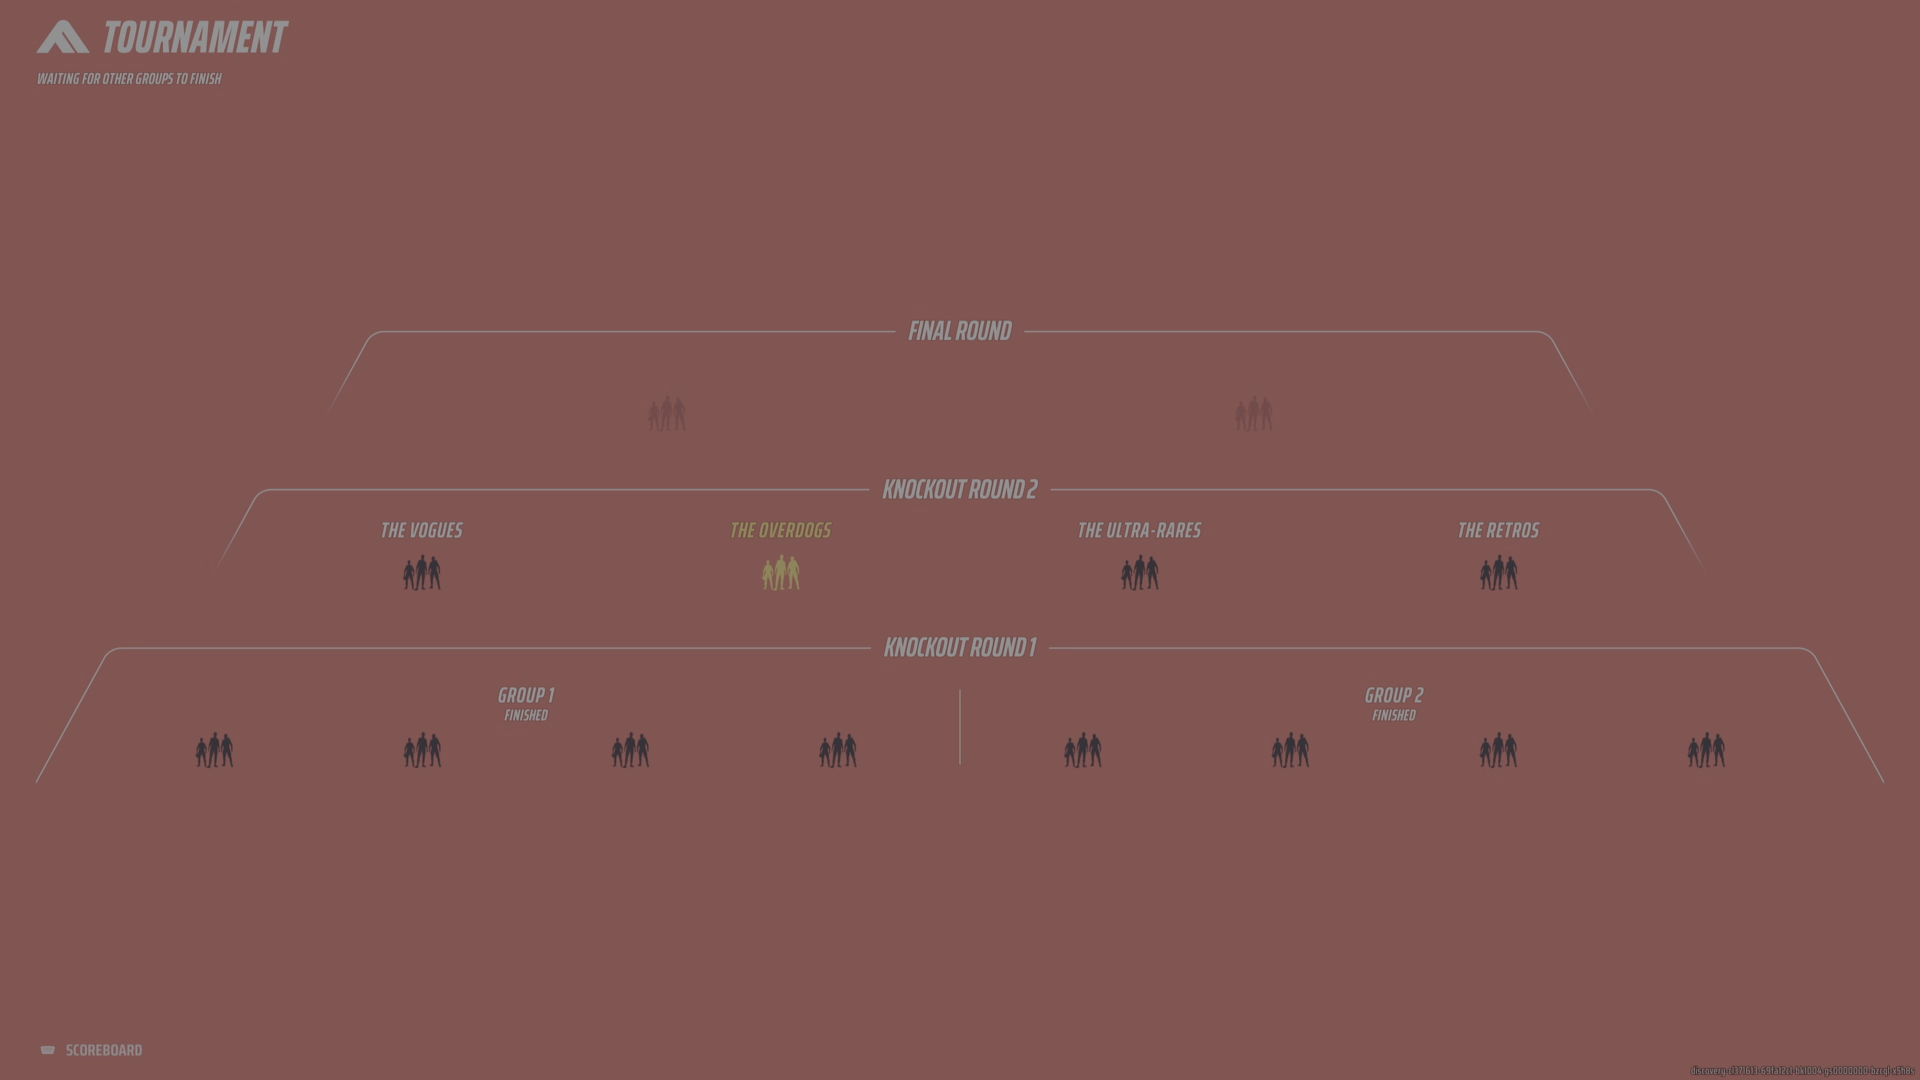 TOURNAMENT
WAITING FOR OTHER GROUPS TO FINISH
FINAL ROUND
KNOCKOUT ROUND 2
THE VOGUES
THE OVERDOGS
THE ULTRA-RARES
THE RETROS
KNOCKOUT ROUND 1
GROUP 1
FINISHED
GROUP 2
FINISHED
SCOREBOARD